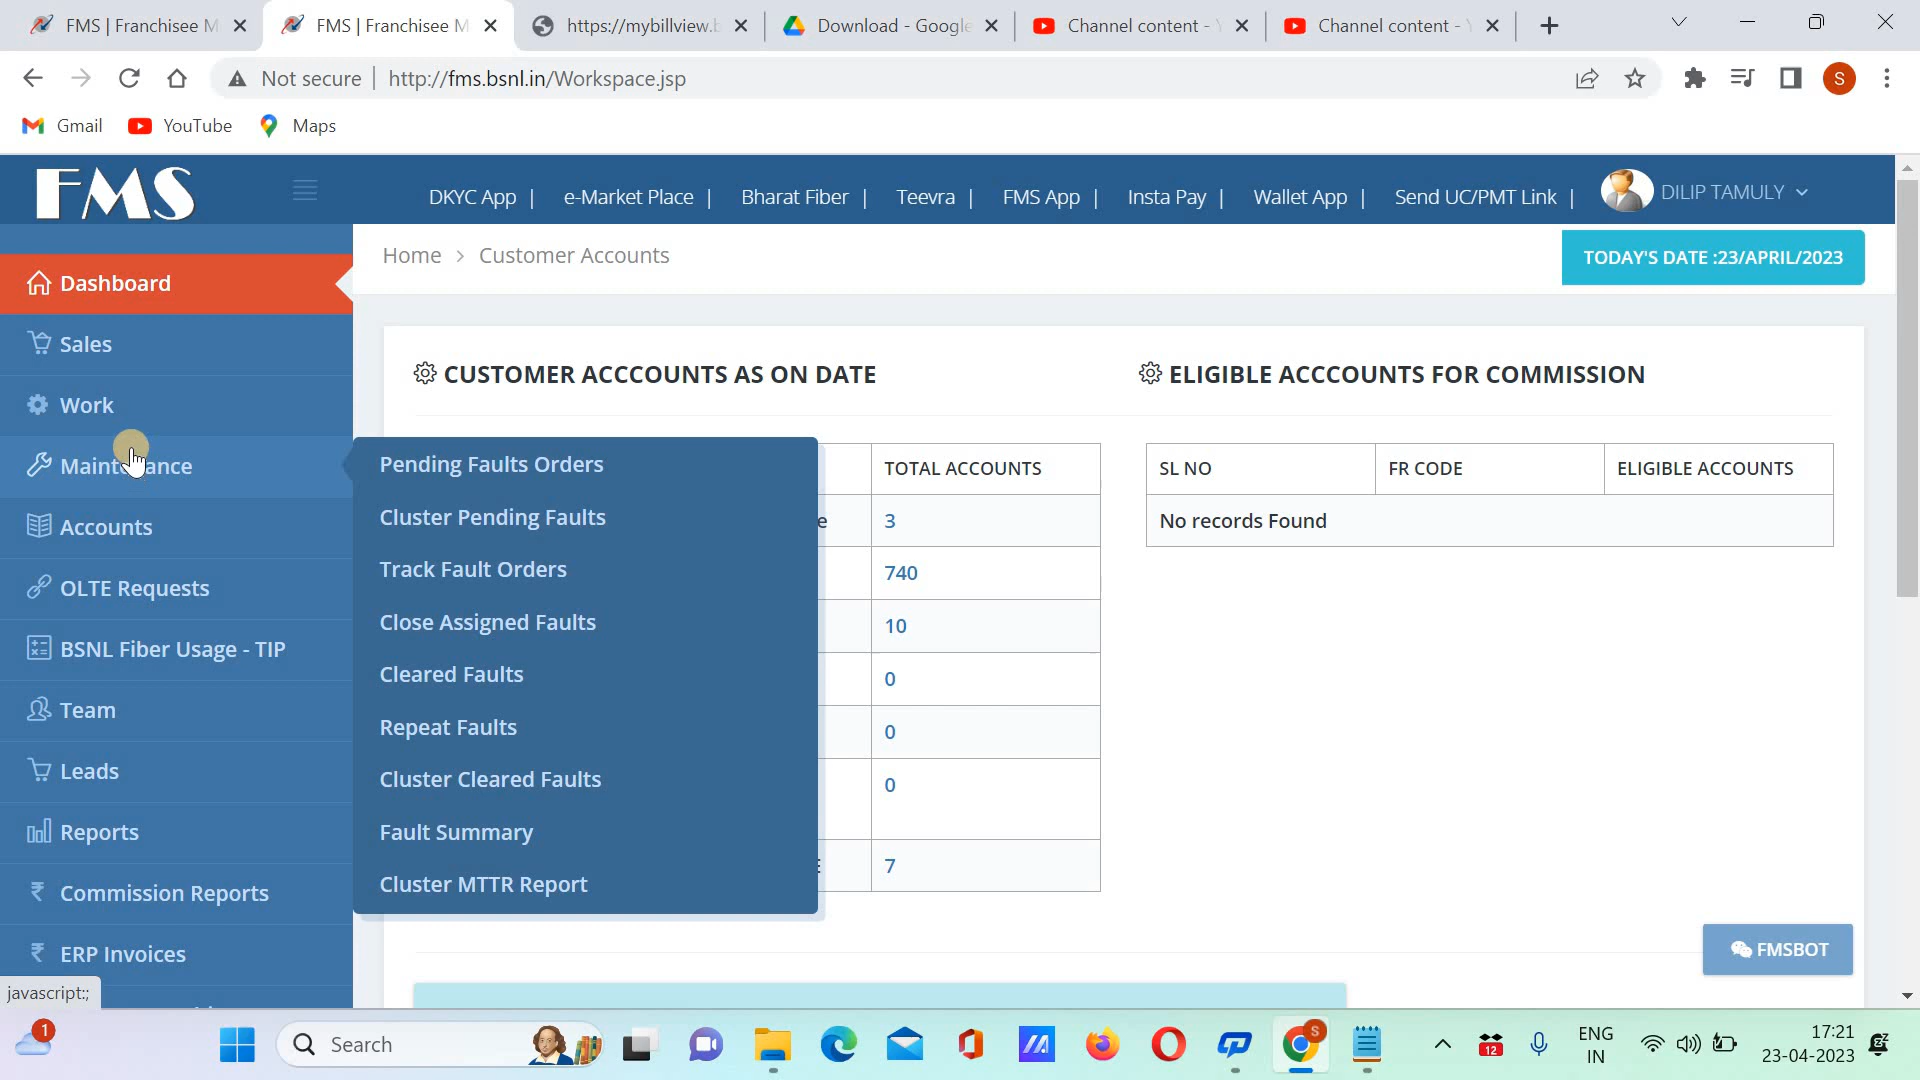 FMS | Franchisee M
FMS | Franchisee M
https://mybillview.b
Download - Google
Channel content - Y
Channel content - Y
Not secure
http://fms.bsnl.in/Workspace.jsp
S
Gmail
YouTube
Maps
FMS
DKYC App |
e-Market Place |
Bharat Fiber |
Teevra |
FMS App |
Insta Pay |
Wallet App |
Send UC/PMT Link |
DILIP TAMULY
Home > Customer Accounts
TODAY'S DATE :23/APRIL/2023
Dashboard
Sales
Work
Maintenance
Accounts
OLTE Requests
BSNL Fiber Usage - TIP
Team
Leads
Reports
Commission Reports
ERP Invoices
javascript:;
Pending Faults Orders
Cluster Pending Faults
Track Fault Orders
Close Assigned Faults
Cleared Faults
Repeat Faults
Cluster Cleared Faults
Fault Summary
Cluster MTTR Report
CUSTOMER ACCCOUNTS AS ON DATE
TOTAL ACCOUNTS
e 3
740
10
0
0
0
7
ELIGIBLE ACCCOUNTS FOR COMMISSION
SL NO FR CODE ELIGIBLE ACCOUNTS
No records Found
FMSBOT
1
Search
S
12
ENG
IN
17:21
23-04-2023